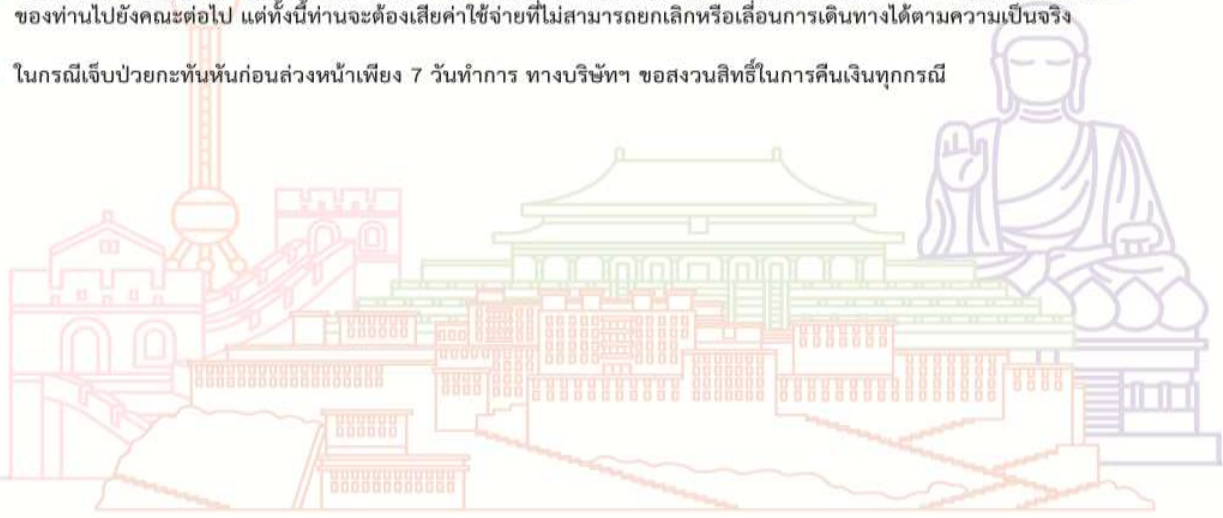 ของท่านไปยังคณะต่อไป แต่ทั้งนี้ท่านจะต้องเสียค่าใช้จ่ายที่ไม่สามารถยกเลิกหรือเลื่อนการเดินทางได้ตามความเป็นจริง
ในกรณีเจ็บป่วยกะทันหันก่อนล่วงหน้าเพียง 7 วันทำการ ทางบริษัทฯ ขอสงวนสิทธิ์ในการคืนเงินทุกกรณี